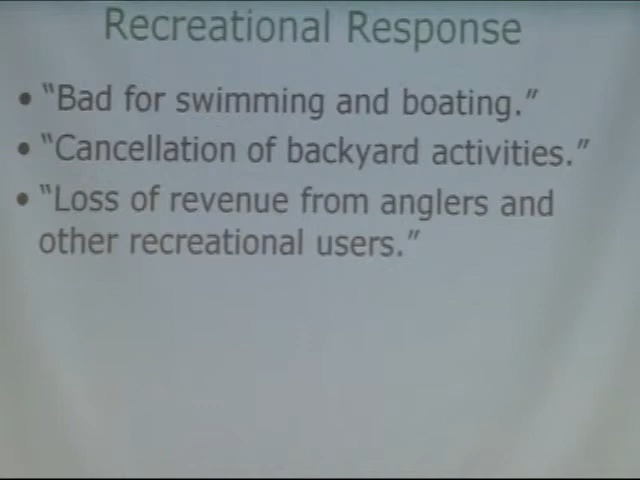 Recreational Response
• “Bad for swimming and boating.”
• “Cancellation of backyard activities.”
• “Loss of revenue from anglers and
other recreational users.”